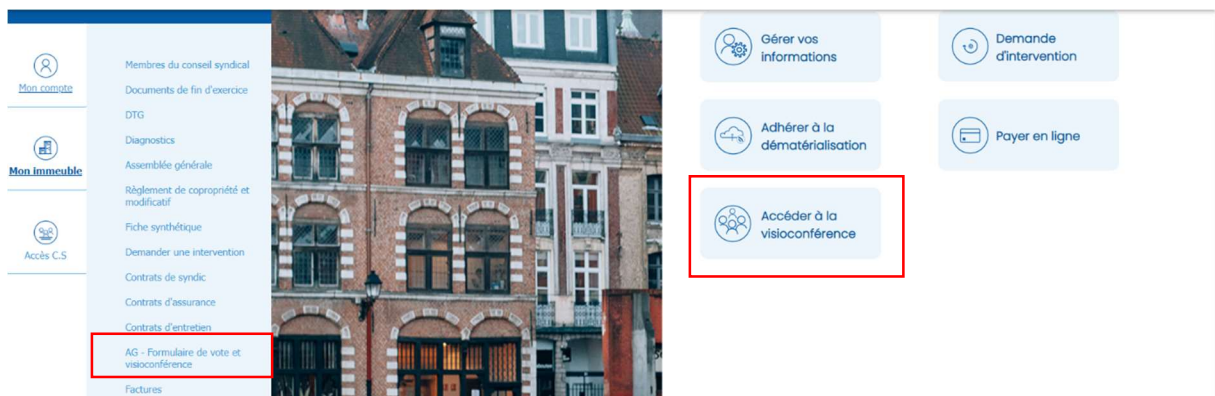 Mon compte
Mon immeuble
Accès C.S
Membres du conseil syndical
Documents de fin d'exercice
DTG
Diagnostics
Assemblée générale
Règlement de copropriété et
modificatif
Fiche synthétique
Demander une intervention
Contrats de syndic
Contrats d'assurance
Contrats d'entretien
AG - Formulaire de vote et
visioconférence
Factures
Gérer vos
informations
Demande
d'intervention
Adhérer à la
dématérialisation
Payer en ligne
Accéder à la
visioconférence